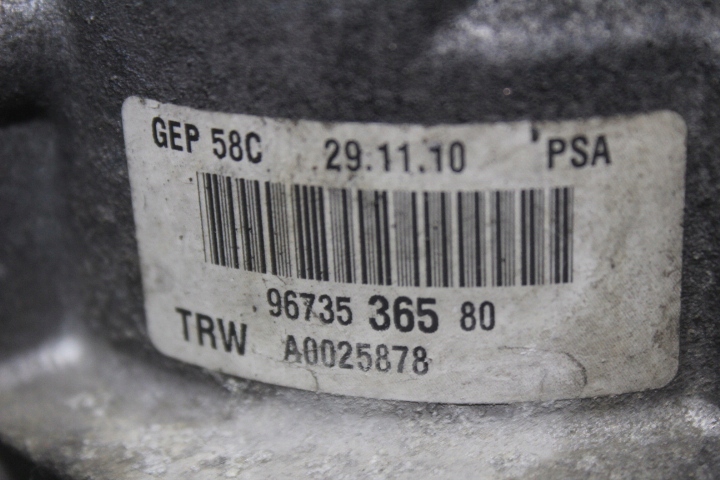 GEP 58C 29.11.10 PSA
96735 365 80
TRW A0025878